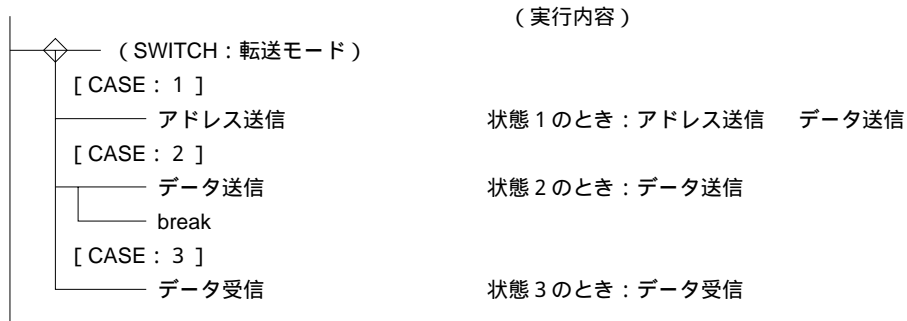 （実行内容）
（SWITCH：転送モード）
［CASE：１］
アドレス送信　状態１のとき：アドレス送信　データ送信
［CASE：２］
データ送信　状態２のとき：データ送信
break
［CASE：３］
データ受信　状態３のとき：データ受信